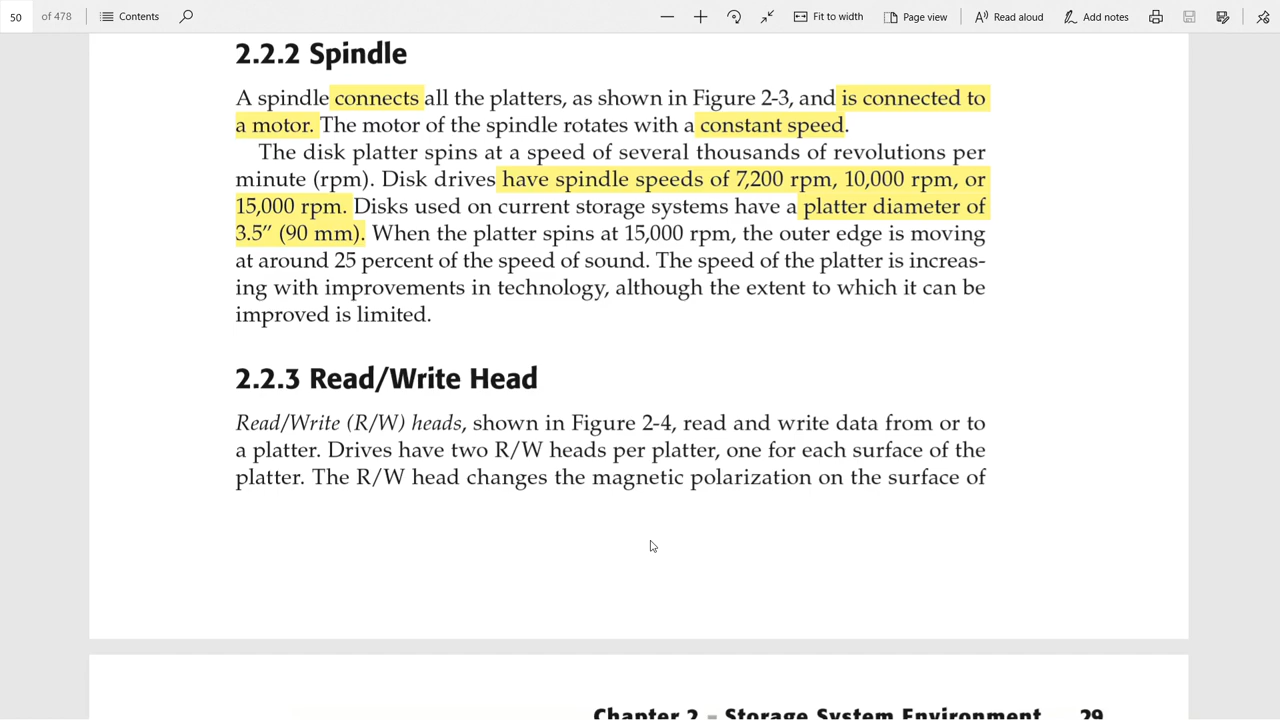 50 of 478 Contents Fit to width Page view Read aloud Add notes
2.2.2 Spindle
A spindle connects all the platters, as shown in Figure 2-3, and is connected to
a motor. The motor of the spindle rotates with a constant speed.
The disk platter spins at a speed of several thousands of revolutions per
minute (rpm). Disk drives have spindle speeds of 7,200 rpm, 10,000 rpm, or
15,000 rpm. Disks used on current storage systems have a platter diameter of
3.5″ (90 mm). When the platter spins at 15,000 rpm, the outer edge is moving
at around 25 percent of the speed of sound. The speed of the platter is increas-
ing with improvements in technology, although the extent to which it can be
improved is limited.
2.2.3 Read/Write Head
Read/Write (R/W) heads, shown in Figure 2-4, read and write data from or to
a platter. Drives have two R/W heads per platter, one for each surface of the
platter. The R/W head changes the magnetic polarization on the surface of
Chapter 2 – Storage System Environment 29